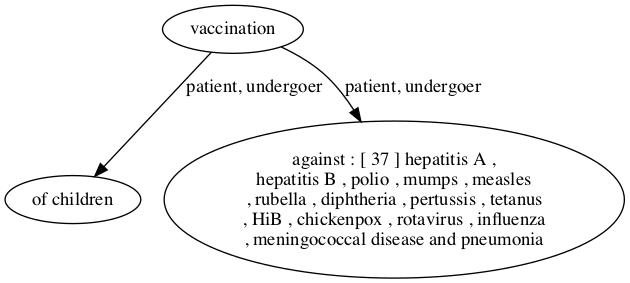 vaccination
patient, undergoer
patient, undergoer
of children
against : [ 37 ] hepatitis A ,
hepatitis B , polio , mumps , measles
, rubella , diphtheria , pertussis , tetanus
, HiB , chickenpox , rotavirus , influenza
, meningococcal disease and pneumonia